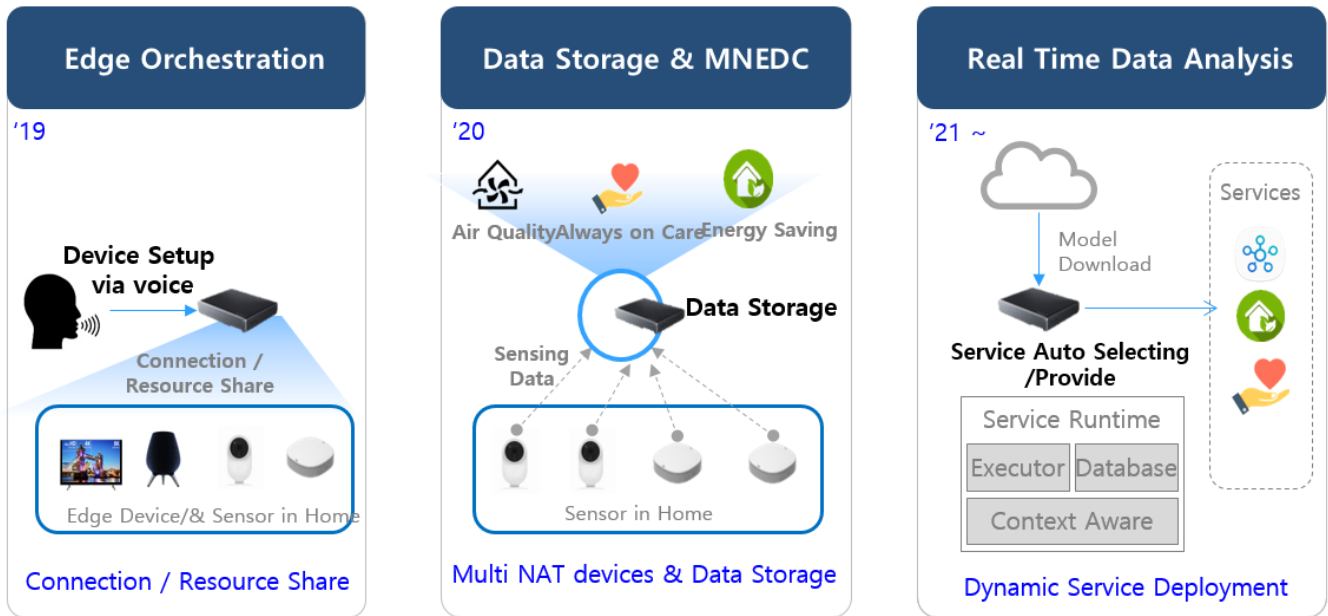 Edge Orchestration
‘19
Device Setup
via voice
Connection /
Resource Share
Edge Device/& Sensor in Home
Connection / Resource Share
Data Storage & MNEDC
‘20
Air Quality
Always on Care
Energy Saving
Data Storage
Sensing
Data
Sensor in Home
Multi NAT devices & Data Storage
Real Time Data Analysis
‘21 ~
Services
Model
Download
Service Auto Selecting
/Provide
Service Runtime
Executor
Database
Context Aware
Dynamic Service Deployment